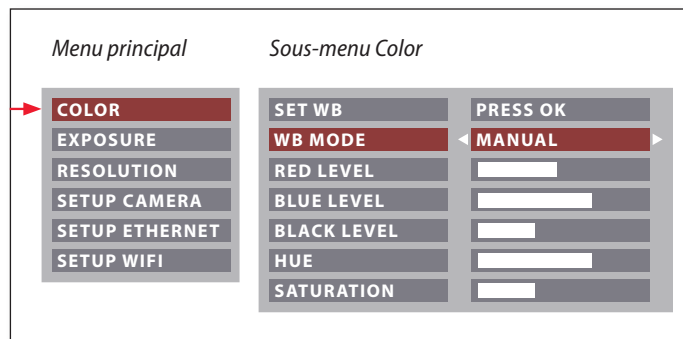 Menu principal
Sous-menu Color
COLOR
EXPOSURE
RESOLUTION
SETUP CAMERA
SETUP ETHERNET
SETUP WIFI
SET WB PRESS OK
WB MODE MANUAL
RED LEVEL
BLUE LEVEL
BLACK LEVEL
HUE
SATURATION